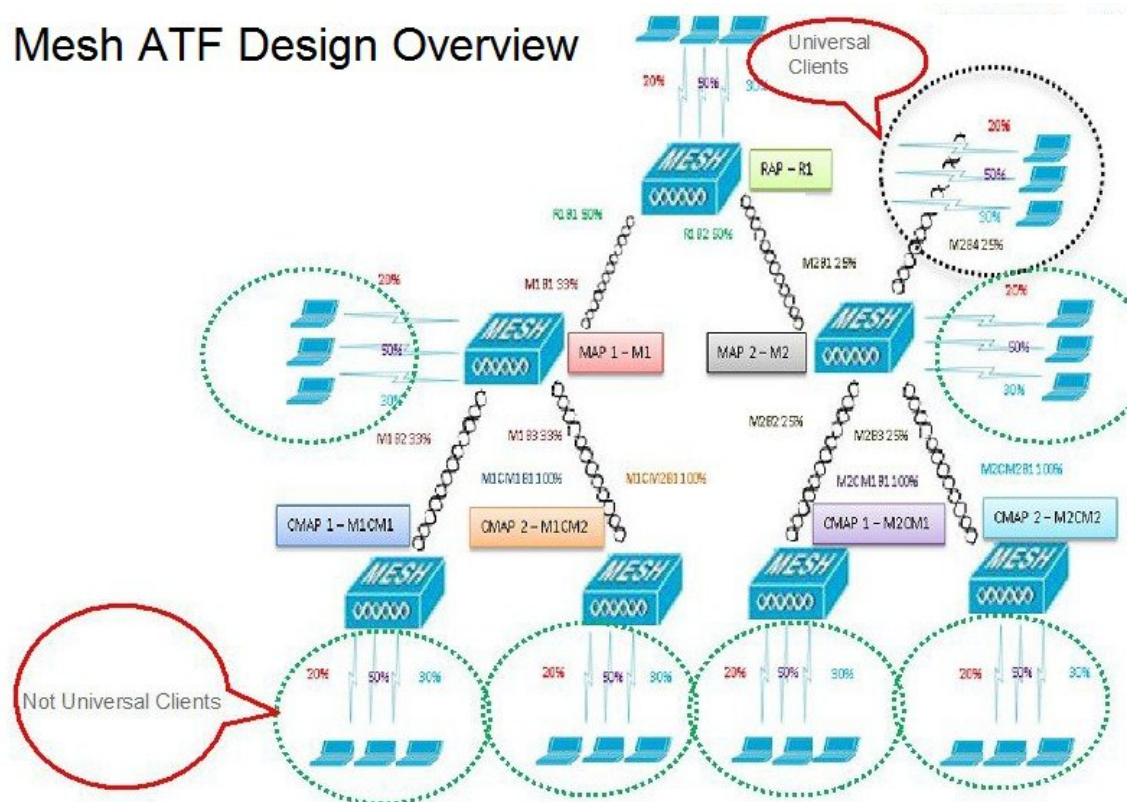 Mesh ATF Design Overview
Universal
Clients
20%
50%
30%
MESH
RAP – R1
R1B1 50%
R1B2 50%
20%
50%
30%
M2B4 25%
M2B1 25%
M1B1 33%
20%
50%
30%
MESH
MAP 1 – M1
MAP 2 – M2
MESH
20%
50%
30%
M1B2 33%
M1B3 33%
M2B2 25%
M2B3 25%
M1CM1B1 100%
M1CM2B1 100%
M2CM1B1 100%
M2CM2B1 100%
CMAP 1 – M1CM1
CMAP 2 – M1CM2
CMAP 1 – M2CM1
CMAP 2 – M2CM2
MESH
MESH
MESH
MESH
Not Universal Clients
20%
50%
30%
20%
50%
30%
20%
50%
30%
20%
50%
30%